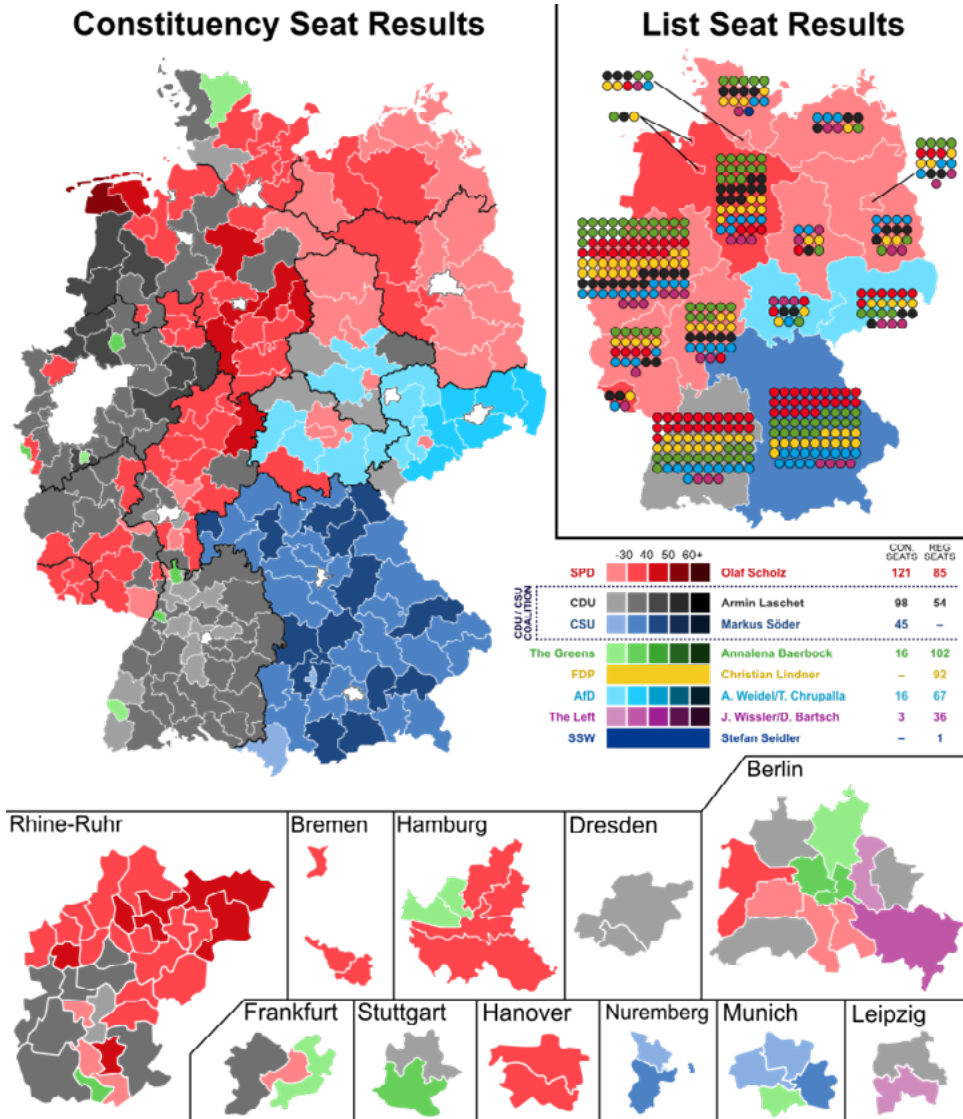 Constituency Seat Results
List Seat Results
-30 40 50 60+
CON. SEATS
REG SEATS
SPD Olaf Scholz 121 85
CDU / CSU COALITION
CDU Armin Laschet 98 54
CSU Markus Söder 45 –
The Greens Annalena Baerbock 16 102
FDP Christian Lindner – 92
AfD A. Weidel/T. Chrupalla 16 67
The Left J. Wissler/D. Bartsch 3 36
SSW Stefan Seidler – 1
Berlin
Rhine-Ruhr
Bremen
Hamburg
Dresden
Frankfurt
Stuttgart
Hanover
Nuremberg
Munich
Leipzig